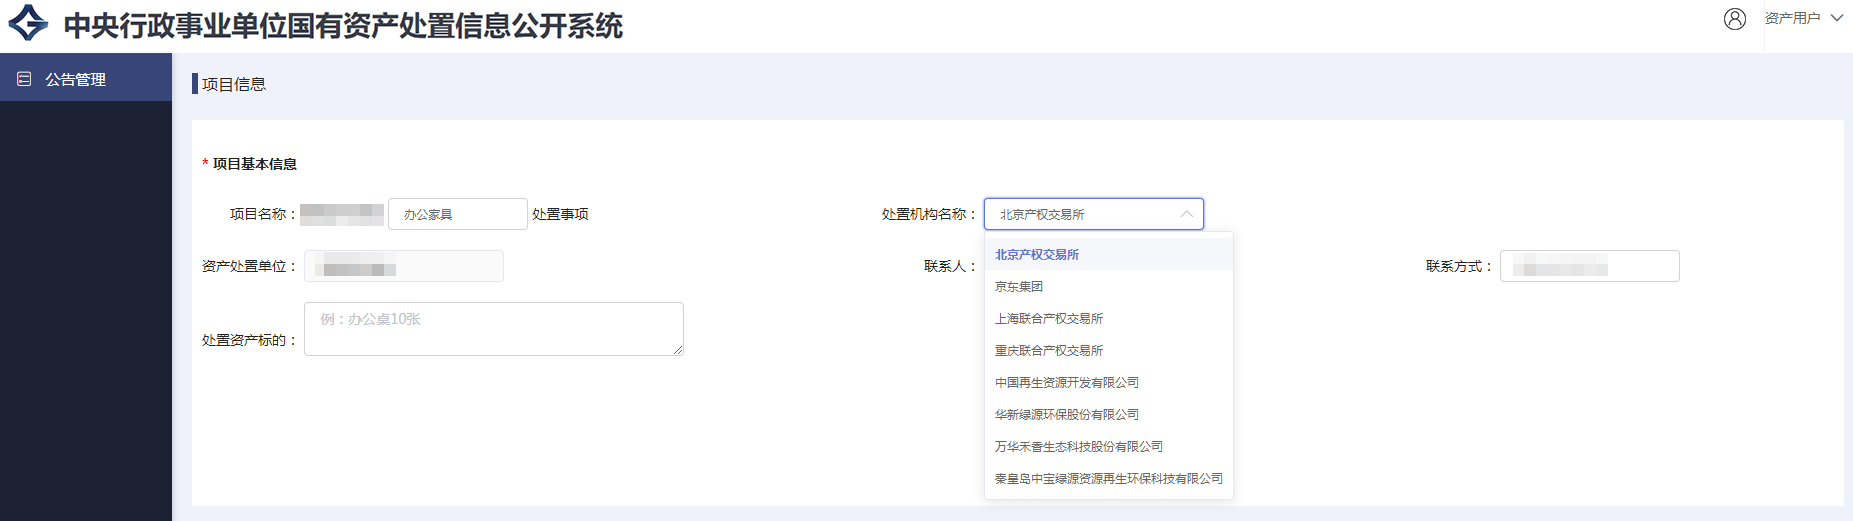 中央行政事业单位国有资产处置信息公开系统
资产用户
公告管理
项目信息
* 项目基本信息
项目名称： 办公家具 处置事项
处置机构名称： 北京产权交易所
资产处置单位：
联系人：
联系方式：
处置资产标的： 例：办公桌10张
北京产权交易所
京东集团
上海联合产权交易所
重庆联合产权交易所
中国再生资源开发有限公司
华新绿源环保股份有限公司
万华禾香生态科技股份有限公司
秦皇岛中宝绿源资源再生环保科技有限公司